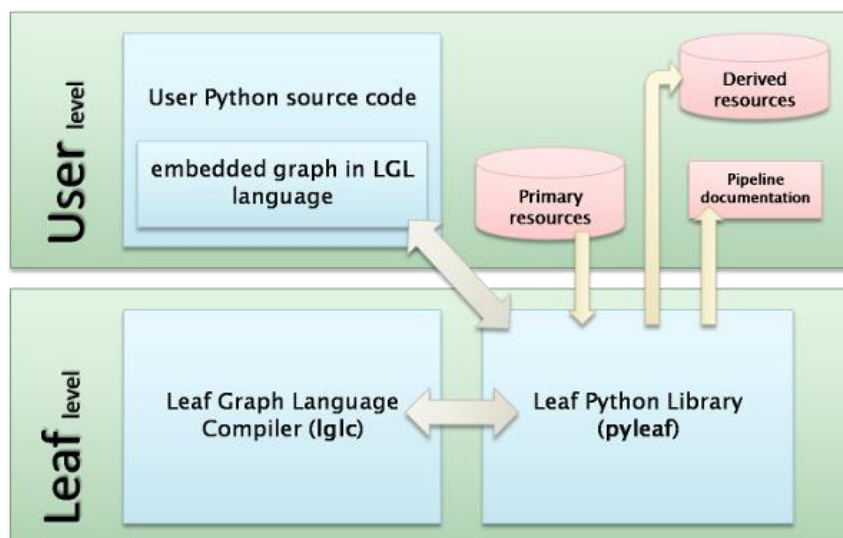 User level
User Python source code
embedded graph in LGL
language
Primary
resources
Derived
resources
Pipeline
documentation
Leaf level
Leaf Graph Language
Compiler (lglc)
Leaf Python Library
(pyleaf)